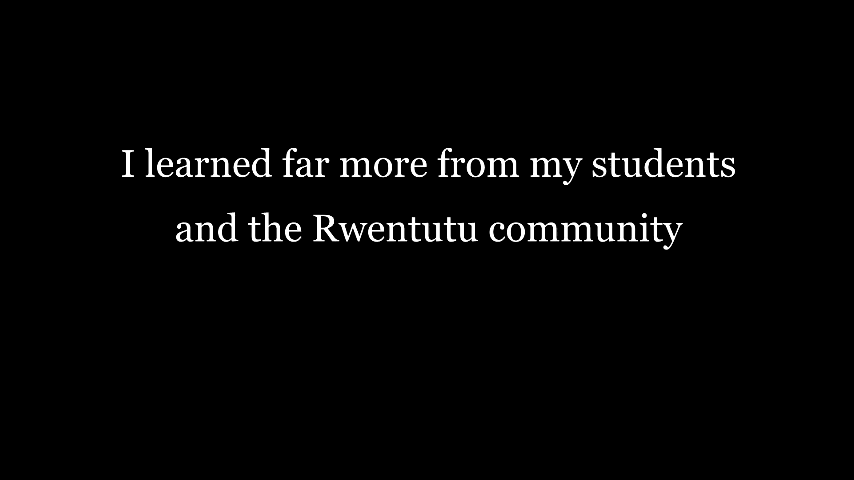 I learned far more from my students
and the Rwentutu community